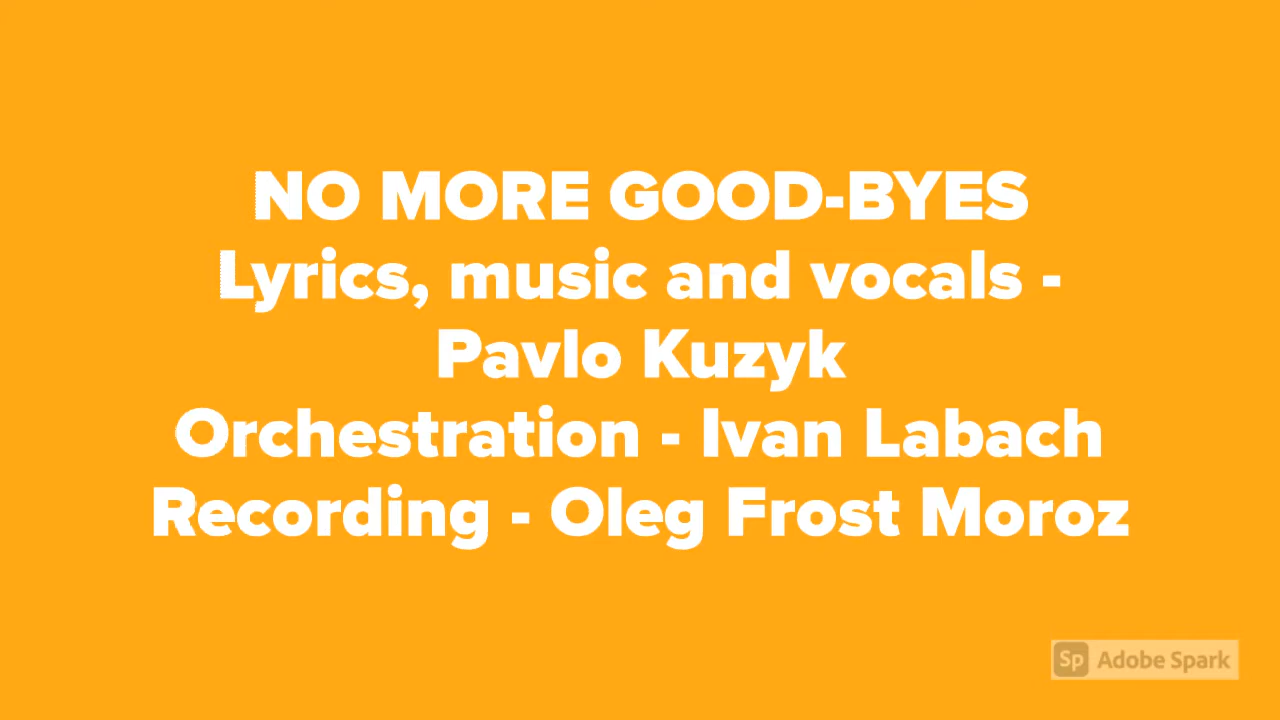 NO MORE GOOD-BYES
Lyrics, music and vocals -
Pavlo Kuzyk
Orchestration - Ivan Labach
Recording - Oleg Frost Moroz
Sp Adobe Spark